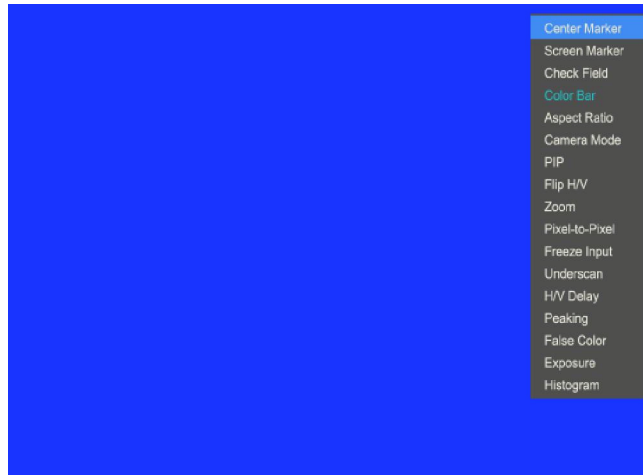 Center Marker
Screen Marker
Check Field
Color Bar
Aspect Ratio
Camera Mode
PIP
Flip H/V
Zoom
Pixel-to-Pixel
Freeze Input
Underscan
H/V Delay
Peaking
False Color
Exposure
Histogram